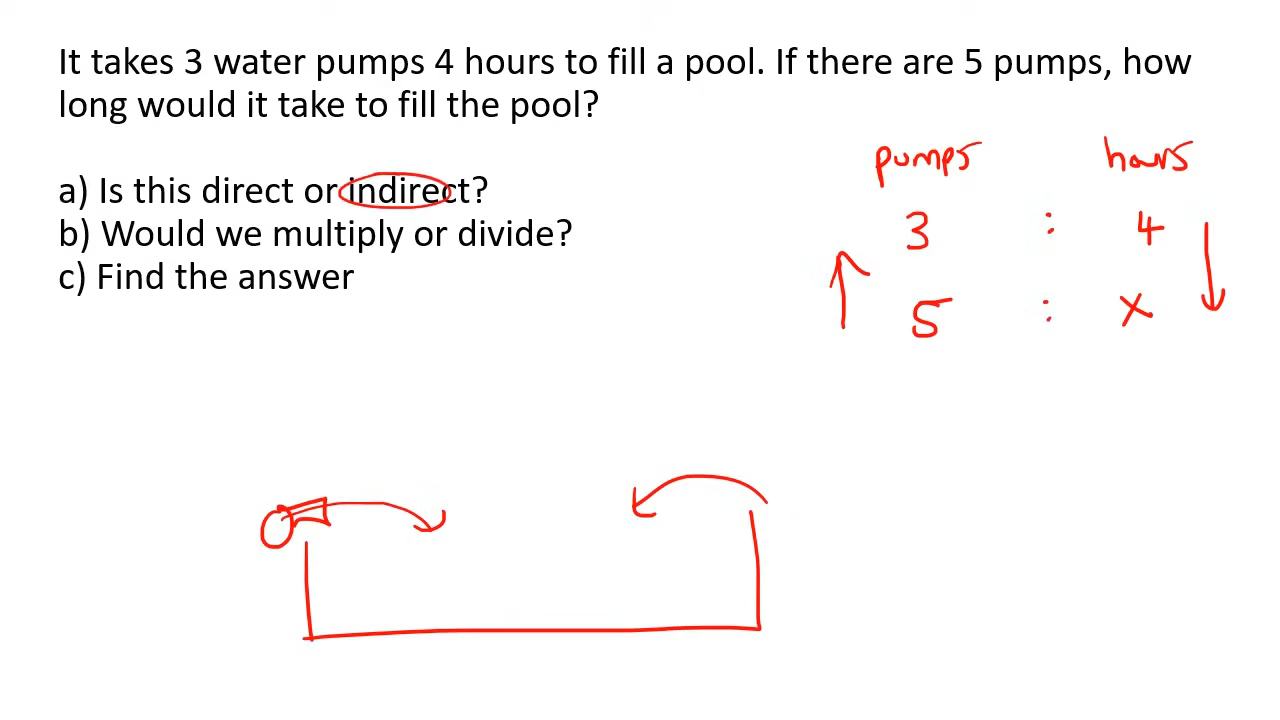 It takes 3 water pumps 4 hours to fill a pool. If there are 5 pumps, how
long would it take to fill the pool?
a) Is this direct or indirect?
b) Would we multiply or divide?
c) Find the answer
pumps hours
3 : 4
5 : x